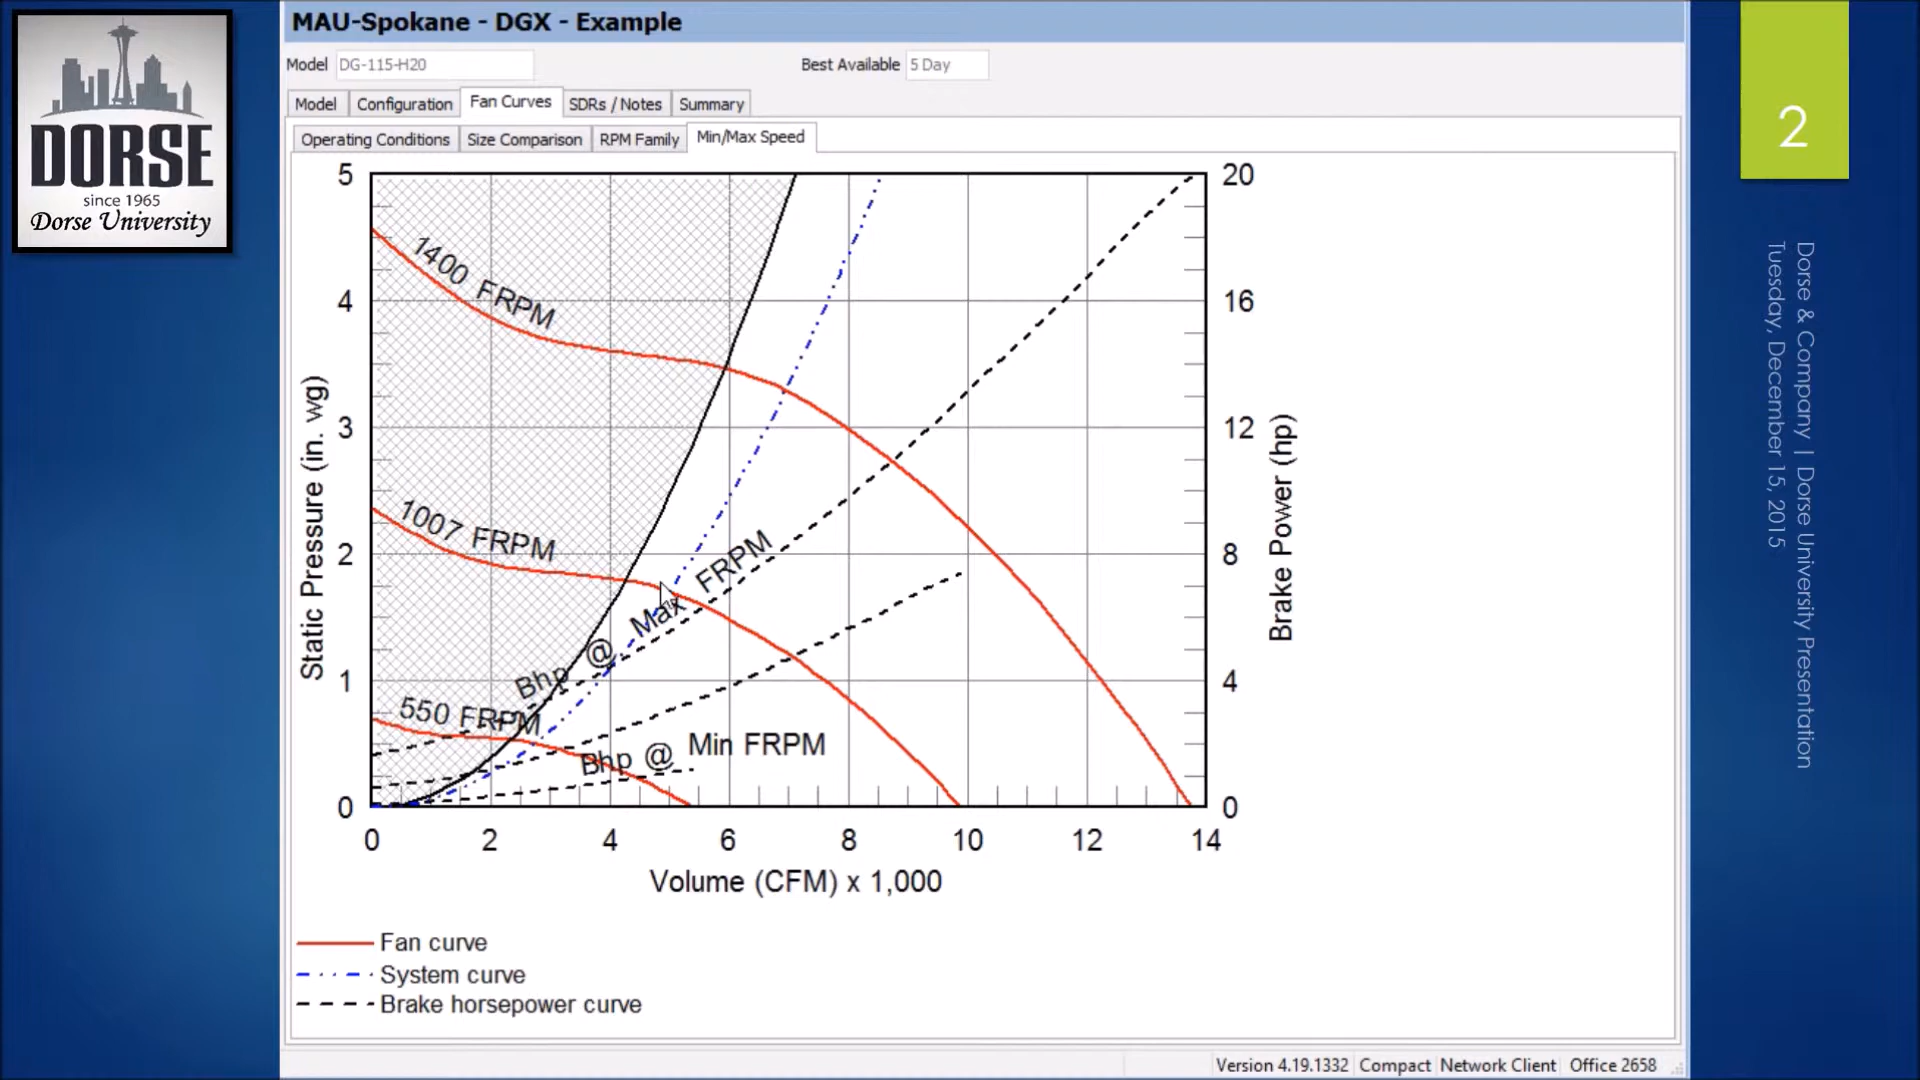 DORSE
since 1965
Dorse University
MAU-Spokane - DGX - Example
Model DG-115-H20 Best Available 5 Day
Model Configuration Fan Curves SDRs / Notes Summary
Operating Conditions Size Comparison RPM Family Min/Max Speed
5
4
3
2
1
0
Static Pressure (in. wg)
1400 FRPM
1007 FRPM
550 FRPM
Bhp @ Max FRPM
Bhp @ Min FRPM
20
16
12
8
4
0
Brake Power (hp)
0 2 4 6 8 10 12 14
Volume (CFM) x 1,000
Fan curve
System curve
Brake horsepower curve
Version 4.19.1332 Compact Network Client Office 2658
2
Dorse & Company | Dorse University Presentation
Tuesday, December 15, 2015